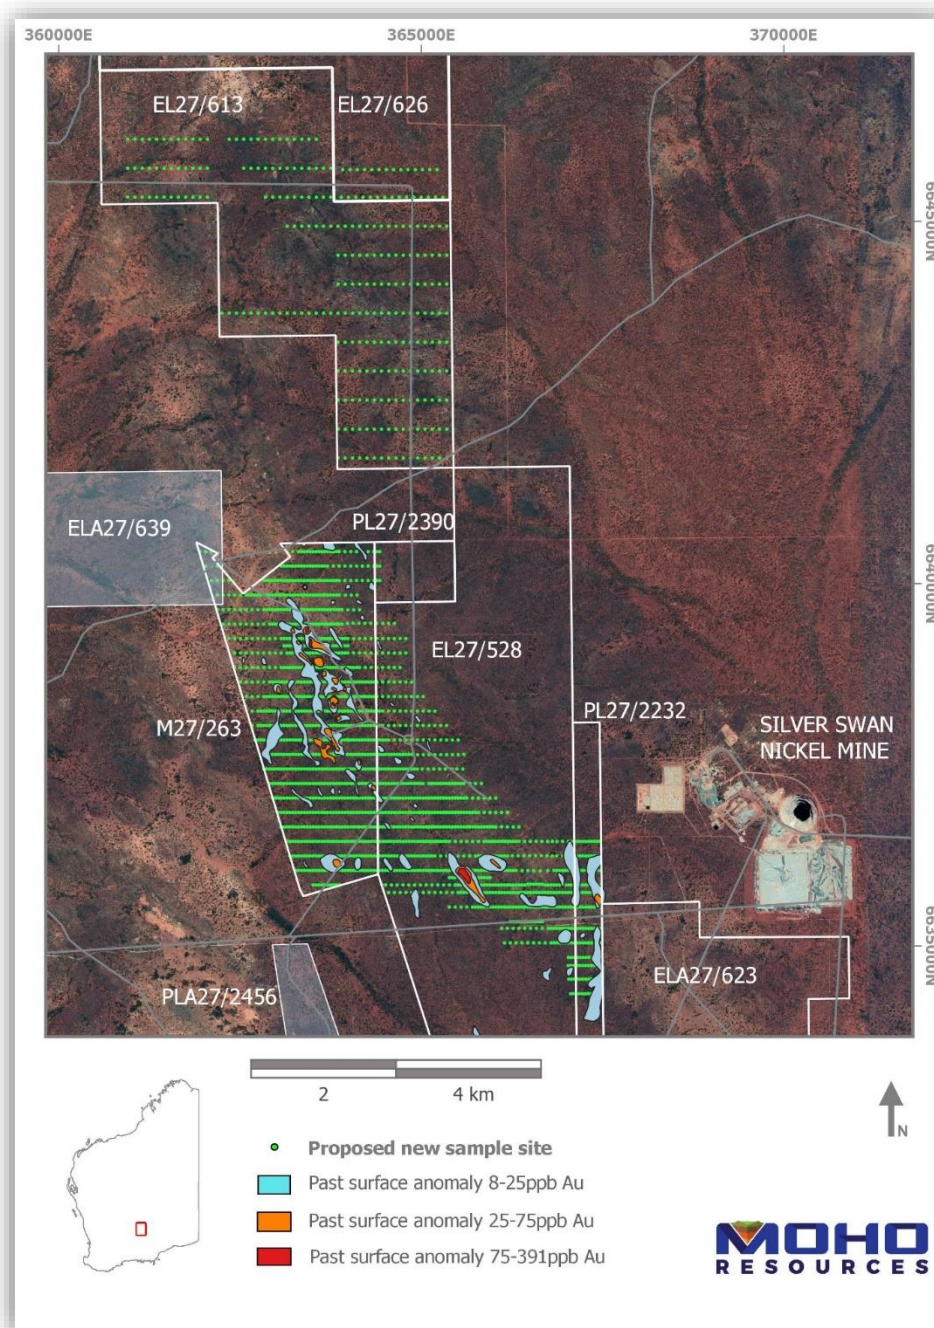 360000E 365000E 370000E
EL27/613
EL27/626
6645000N
ELA27/639
PL27/2390
6640000N
EL27/528
M27/263
PL27/2232
SILVER SWAN
NICKEL MINE
6635000N
PLA27/2456
ELA27/623
2 4 km
N
Proposed new sample site
Past surface anomaly 8-25ppb Au
Past surface anomaly 25-75ppb Au
Past surface anomaly 75-391ppb Au
MOHO
RESOURCES